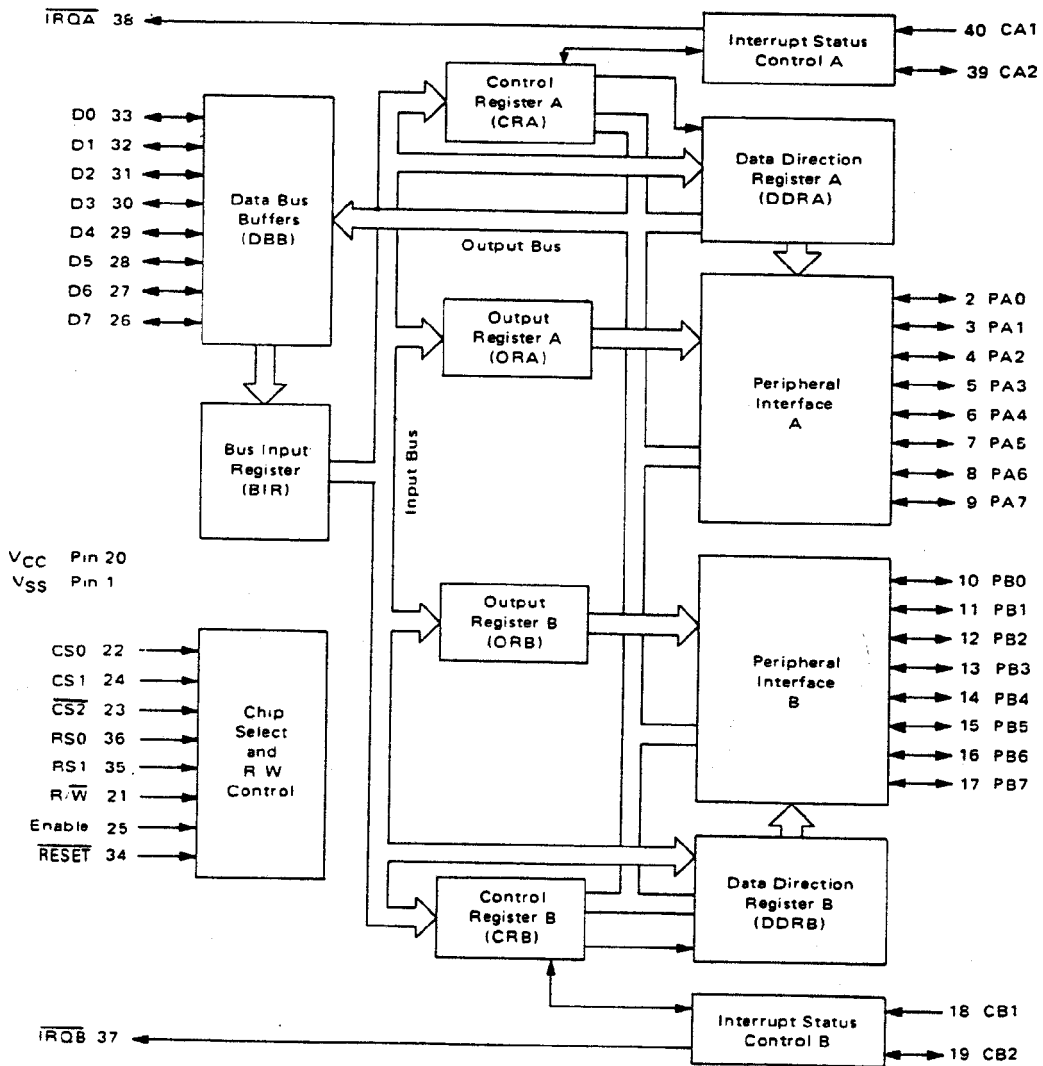 IRQA 38
Interrupt Status
Control A
40 CA1
39 CA2
Control
Register A
(CRA)
D0 33
D1 32
D2 31
D3 30
D4 29
D5 28
D6 27
D7 26
Data Bus
Buffers
(DBB)
Data Direction
Register A
(DDRA)
Output Bus
Output
Register A
(ORA)
Peripheral
Interface
A
2 PA0
3 PA1
4 PA2
5 PA3
6 PA4
7 PA5
8 PA6
9 PA7
Bus Input
Register
(BIR)
Input Bus
VCC Pin 20
VSS Pin 1
Output
Register B
(ORB)
Peripheral
Interface
B
10 PB0
11 PB1
12 PB2
13 PB3
14 PB4
15 PB5
16 PB6
17 PB7
CS0 22
CS1 24
CS2 23
RS0 36
RS1 35
R/W 21
Enable 25
RESET 34
Chip
Select
and
R W
Control
Control
Register B
(CRB)
Data Direction
Register B
(DDRB)
Interrupt Status
Control B
18 CB1
19 CB2
IRQB 37